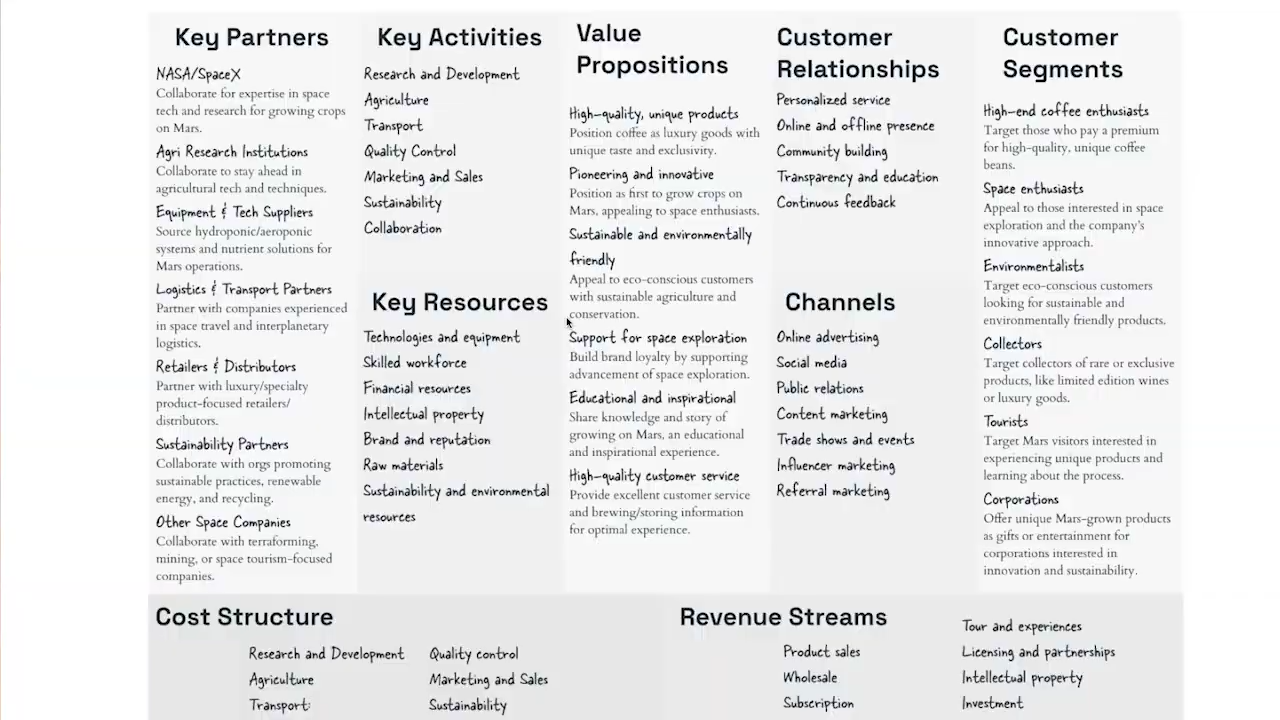 Key Partners
NASA/SpaceX
Collaborate for expertise in space
tech and research for growing crops
on Mars.
Agri Research Institutions
Collaborate to stay ahead in
agricultural tech and techniques.
Equipment & Tech Suppliers
Source hydroponic/aeroponic
systems and nutrient solutions for
Mars operations.
Logistics & Transport Partners
Partner with companies experienced
in space travel and interplanetary
logistics.
Retailers & Distributors
Partner with luxury/specialty
product-focused retailers/
distributors.
Sustainability Partners
Collaborate with orgs promoting
sustainable practices, renewable
energy, and recycling.
Other Space Companies
Collaborate with terraforming,
mining, or space tourism-focused
companies.
Key Activities
Research and Development
Agriculture
Transport
Quality Control
Marketing and Sales
Sustainability
Collaboration
Key Resources
Technologies and equipment
Skilled workforce
Financial resources
Intellectual property
Brand and reputation
Raw materials
Sustainability and environmental
resources
Value
Propositions
High-quality, unique products
Position coffee as luxury goods with
unique taste and exclusivity.
Pioneering and innovative
Position as first to grow crops on
Mars, appealing to space enthusiasts.
Sustainable and environmentally
friendly
Appeal to eco-conscious customers
with sustainable agriculture and
conservation.
Support for space exploration
Build brand loyalty by supporting
advancement of space exploration.
Educational and inspirational
Share knowledge and story of
growing on Mars, an educational
and inspirational experience.
High-quality customer service
Provide excellent customer service
and brewing/storing information
for optimal experience.
Customer
Relationships
Personalized service
Online and offline presence
Community building
Transparency and education
Continuous feedback
Channels
Online advertising
Social media
Public relations
Content marketing
Trade shows and events
Influencer marketing
Referral marketing
Customer
Segments
High-end coffee enthusiasts
Target those who pay a premium
for high-quality, unique coffee
beans.
Space enthusiasts
Appeal to those interested in space
exploration and the company's
innovative approach.
Environmentalists
Target eco-conscious customers
looking for sustainable and
environmentally friendly products.
Collectors
Target collectors of rare or exclusive
products, like limited edition wines
or luxury goods.
Tourists
Target Mars visitors interested in
experiencing unique products and
learning about the process.
Corporations
Offer unique Mars-grown products
as gifts or entertainment for
corporations interested in
innovation and sustainability.
Cost Structure
Research and Development
Agriculture
Transport:
Quality control
Marketing and Sales
Sustainability
Revenue Streams
Product sales
Wholesale
Subscription
Tour and experiences
Licensing and partnerships
Intellectual property
Investment